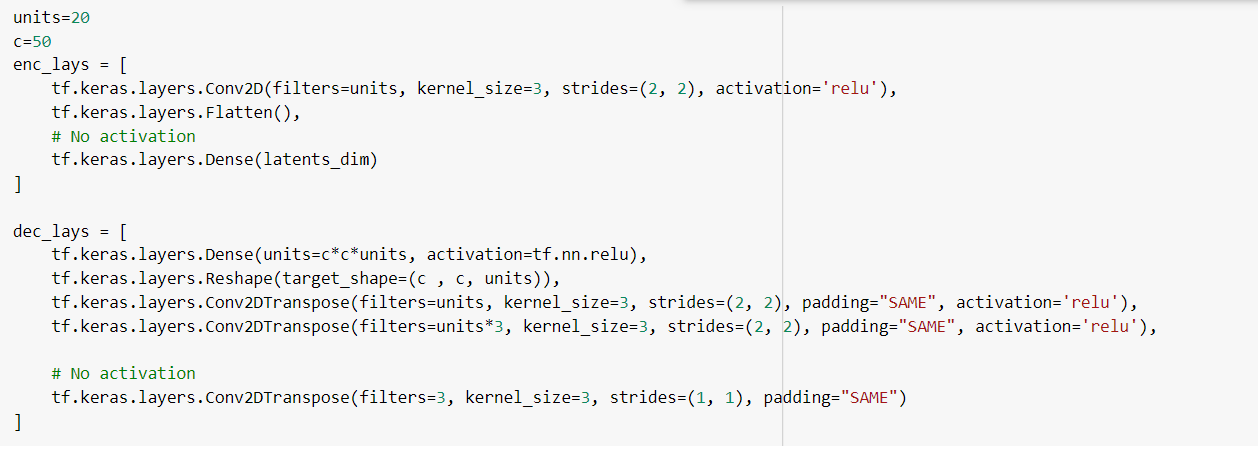 units=20
c=50
enc_lays = [
    tf.keras.layers.Conv2D(filters=units, kernel_size=3, strides=(2, 2), activation='relu'),
    tf.keras.layers.Flatten(),
    # No activation
    tf.keras.layers.Dense(latents_dim)
]
dec_lays = [
    tf.keras.layers.Dense(units=c*c*units, activation=tf.nn.relu),
    tf.keras.layers.Reshape(target_shape=(c , c, units)),
    tf.keras.layers.Conv2DTranspose(filters=units, kernel_size=3, strides=(2, 2), padding="SAME", activation='relu'),
    tf.keras.layers.Conv2DTranspose(filters=units*3, kernel_size=3, strides=(2, 2), padding="SAME", activation='relu'),
    # No activation
    tf.keras.layers.Conv2DTranspose(filters=3, kernel_size=3, strides=(1, 1), padding="SAME")
]